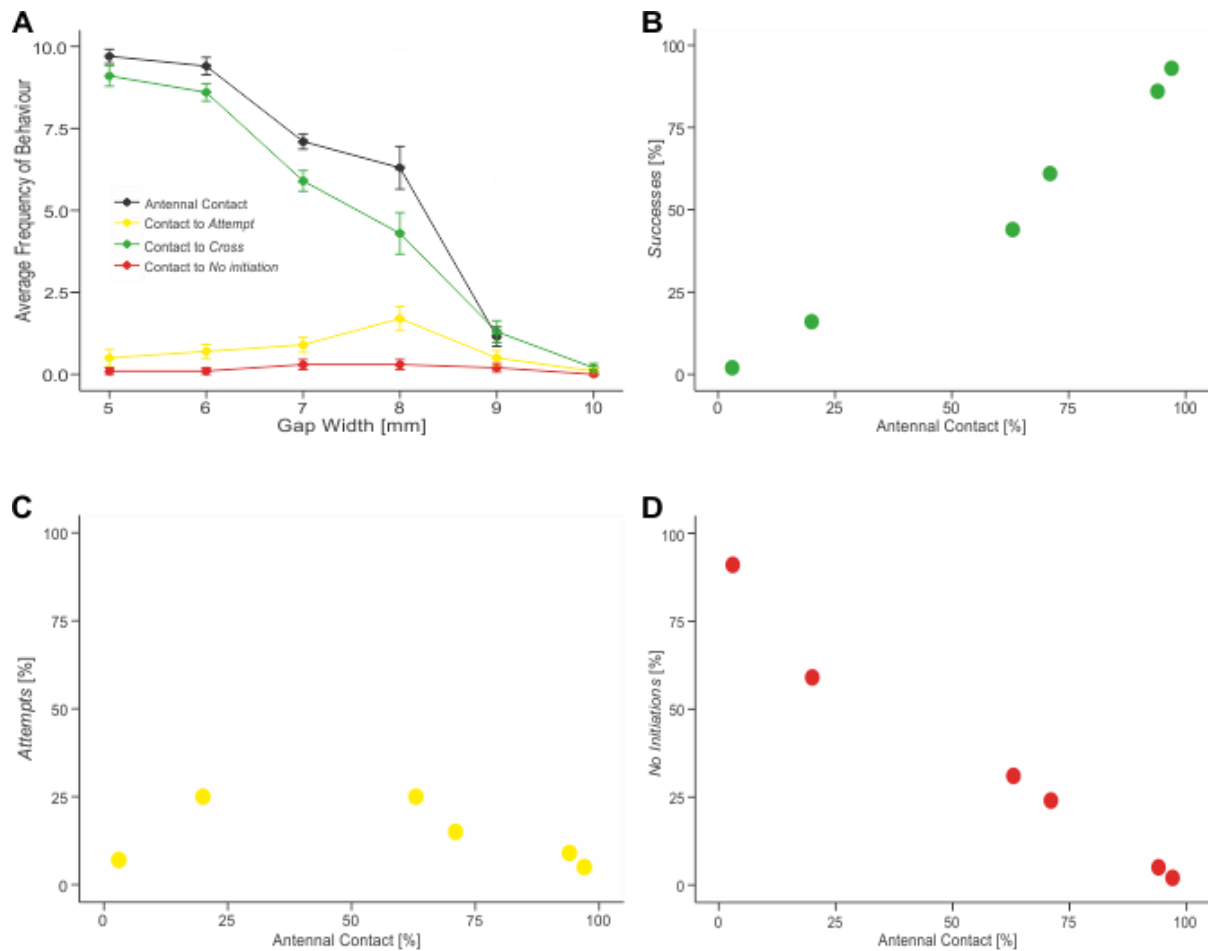 A
Average Frequency of Behaviour
10.0
7.5
5.0
2.5
0.0
Antennal Contact
Contact to Attempt
Contact to Cross
Contact to No initiation
5 6 7 8 9 10
Gap Width [mm]
B
Successes [%]
100
75
50
25
0
0 25 50 75 100
Antennal Contact [%]
C
Attempts [%]
100
75
50
25
0
0 25 50 75 100
Antennal Contact [%]
D
No Initiations [%]
100
75
50
25
0
0 25 50 75 100
Antennal Contact [%]